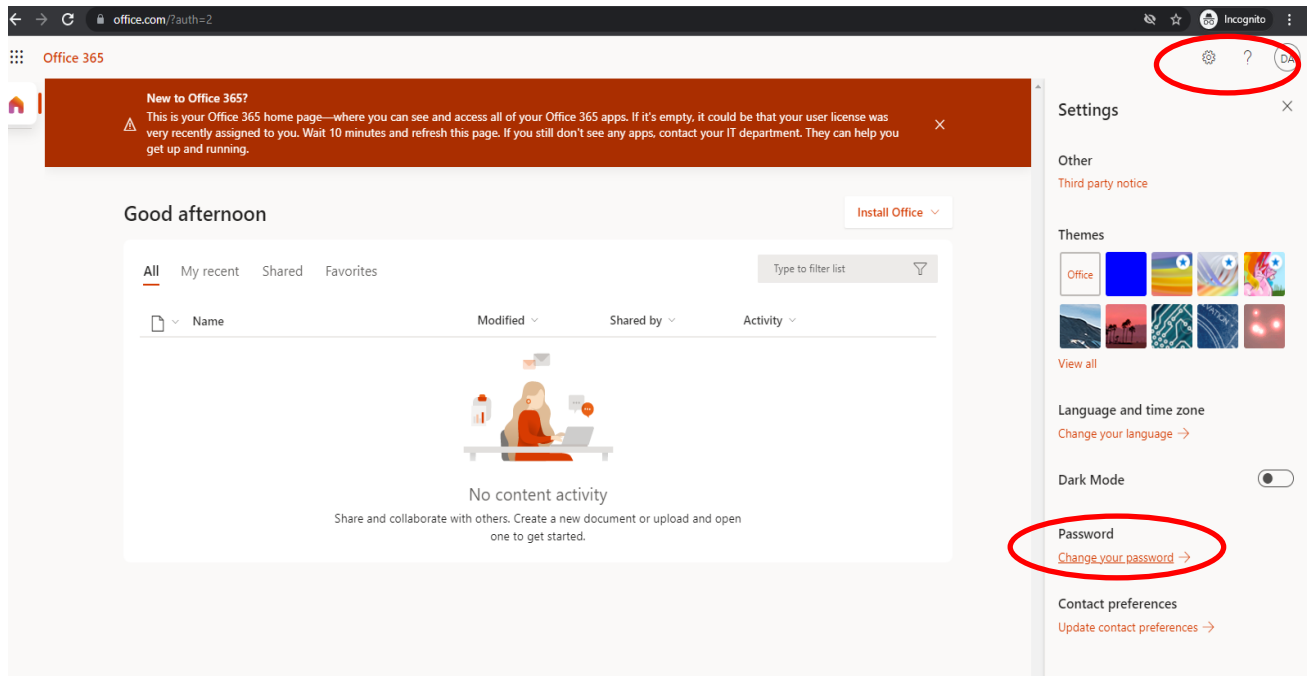 office.com/?auth=2
Incognito
Office 365
?
DA
New to Office 365?
This is your Office 365 home page—where you can see and access all of your Office 365 apps. If it's empty, it could be that your user license was
very recently assigned to you. Wait 10 minutes and refresh this page. If you still don't see any apps, contact your IT department. They can help you
get up and running.
Good afternoon
Install Office
All My recent Shared Favorites
Type to filter list
Name Modified Shared by Activity
No content activity
Share and collaborate with others. Create a new document or upload and open
one to get started.
Settings
Other
Third party notice
Themes
Office
View all
Language and time zone
Change your language →
Dark Mode
Password
Change your password →
Contact preferences
Update contact preferences →